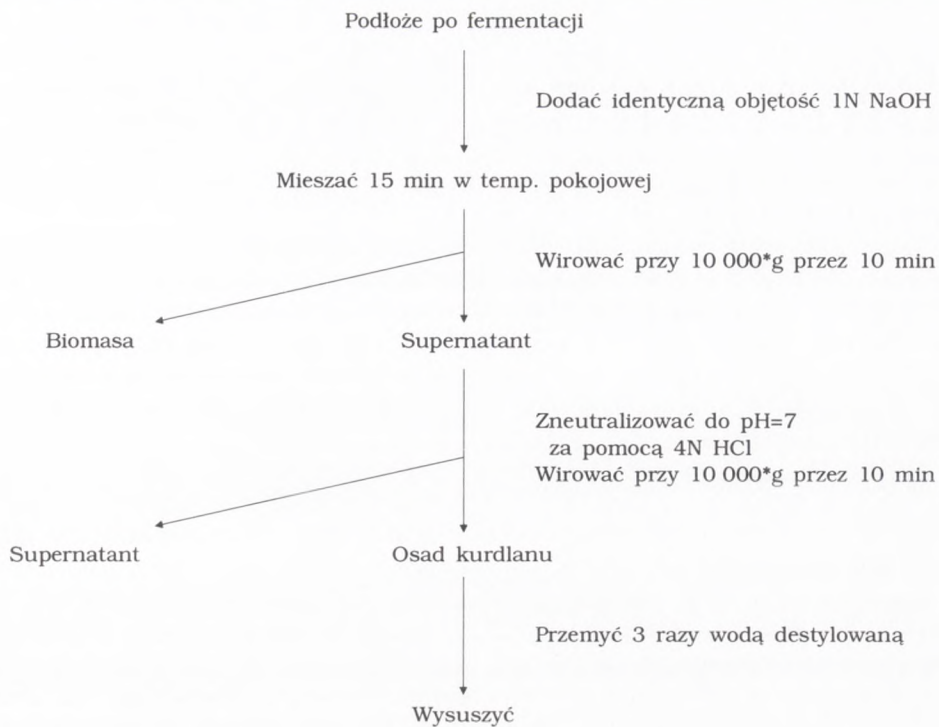 Podłoże po fermentacji
Dodać identyczną objętość 1N NaOH
Mieszać 15 min w temp. pokojowej
Wirować przy 10 000*g przez 10 min
Biomasa
Supernatant
Zneutralizować do pH=7
za pomocą 4N HCl
Wirować przy 10 000*g przez 10 min
Supernatant
Osad kurdlanu
Przemyć 3 razy wodą destylowaną
Wysuszyć